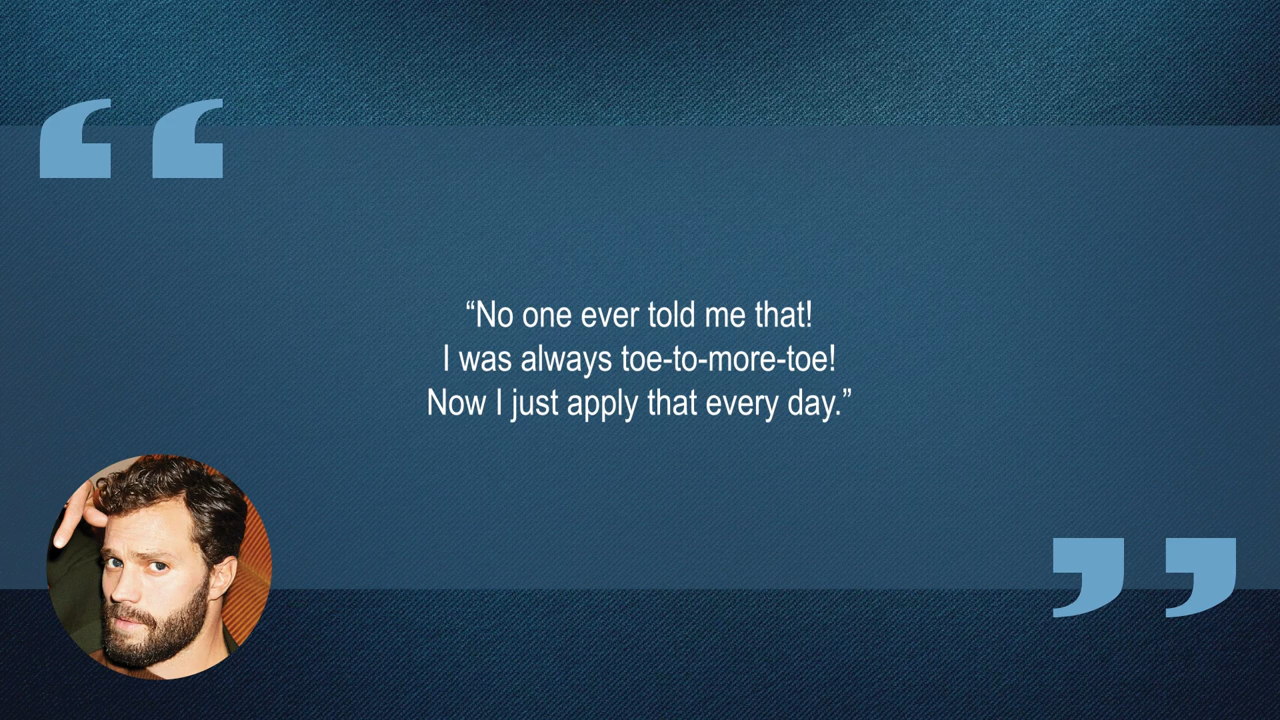 “No one ever told me that!
I was always toe-to-more-toe!
Now I just apply that every day.”